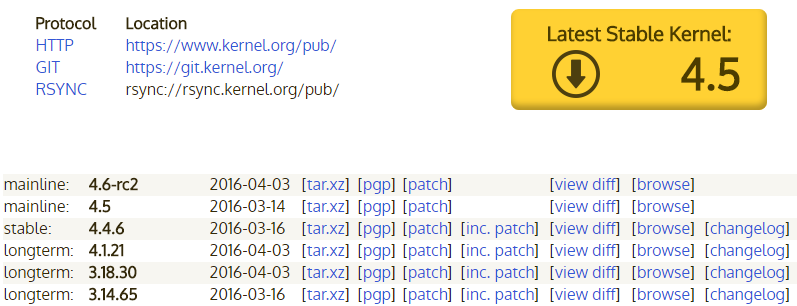 Protocol Location
HTTP https://www.kernel.org/pub/
GIT https://git.kernel.org/
RSYNC rsync://rsync.kernel.org/pub/
Latest Stable Kernel:
4.5
mainline: 4.6-rc2 2016-04-03 [tar.xz] [pgp] [patch] [view diff] [browse]
mainline: 4.5 2016-03-14 [tar.xz] [pgp] [patch] [view diff] [browse]
stable: 4.4.6 2016-03-16 [tar.xz] [pgp] [patch] [inc. patch] [view diff] [browse] [changelog]
longterm: 4.1.21 2016-04-03 [tar.xz] [pgp] [patch] [inc. patch] [view diff] [browse] [changelog]
longterm: 3.18.30 2016-04-03 [tar.xz] [pgp] [patch] [inc. patch] [view diff] [browse] [changelog]
longterm: 3.14.65 2016-03-16 [tar.xz] [pgp] [patch] [inc. patch] [view diff] [browse] [changelog]